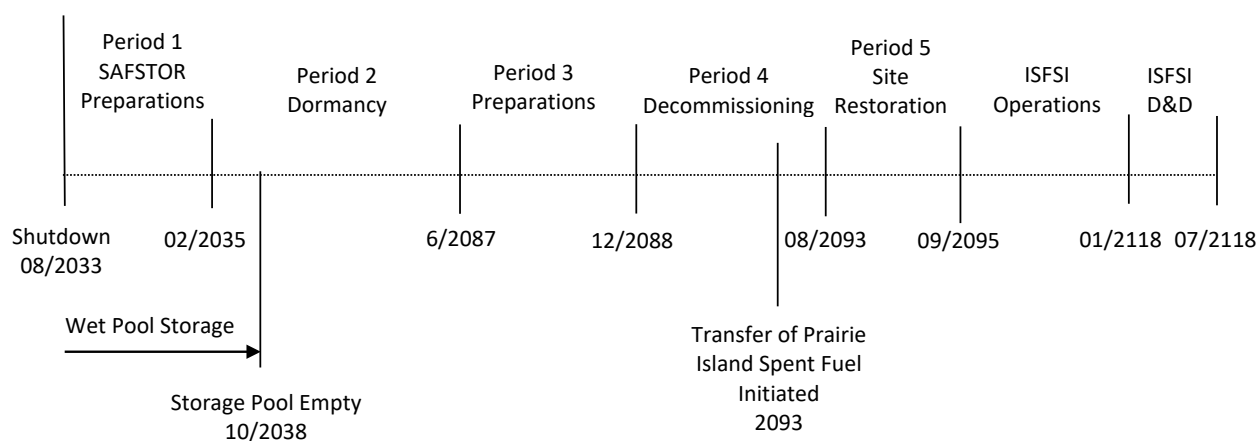 Period 1
SAFSTOR
Preparations
Period 2
Dormancy
Period 3
Preparations
Period 4
Decommissioning
Period 5
Site
Restoration
ISFSI
Operations
ISFSI
D&D
Shutdown
08/2033
02/2035
6/2087
12/2088
08/2093
09/2095
01/2118
07/2118
Wet Pool Storage
Storage Pool Empty
10/2038
Transfer of Prairie
Island Spent Fuel
Initiated
2093